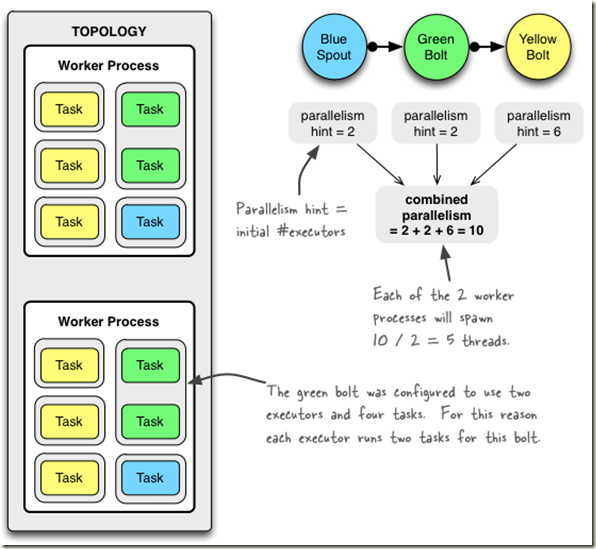 TOPOLOGY
Worker Process
Task
Task
Task
Task
Task
Task
Worker Process
Task
Task
Task
Task
Task
Task
Blue
Spout
Green
Bolt
Yellow
Bolt
parallelism
hint = 2
parallelism
hint = 2
parallelism
hint = 6
combined
parallelism
= 2 + 2 + 6 = 10
Parallelism hint =
initial #executors
Each of the 2 worker
processes will spawn
10 / 2 = 5 threads.
The green bolt was configured to use two
executors and four tasks. For this reason
each executor runs two tasks for this bolt.